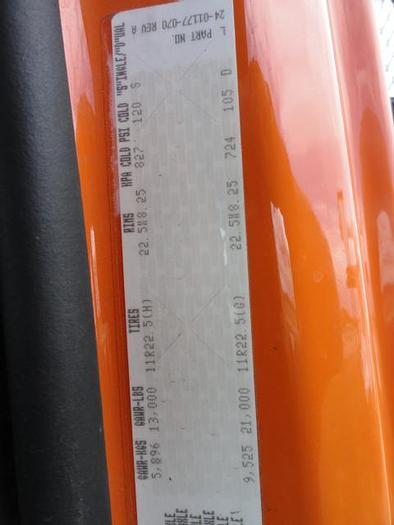 GAWR-KGS GAWR-LBS TIRES RIMS KPA COLD PSI COLD "S"INGLE/"D"UAL
5,896 13,000 11R22.5(H) 22.5X8.25 827 120 S
9,525 21,000 11R22.5(G) 22.5X8.25 724 105 D
PART NO.
24-01177-070 REV A